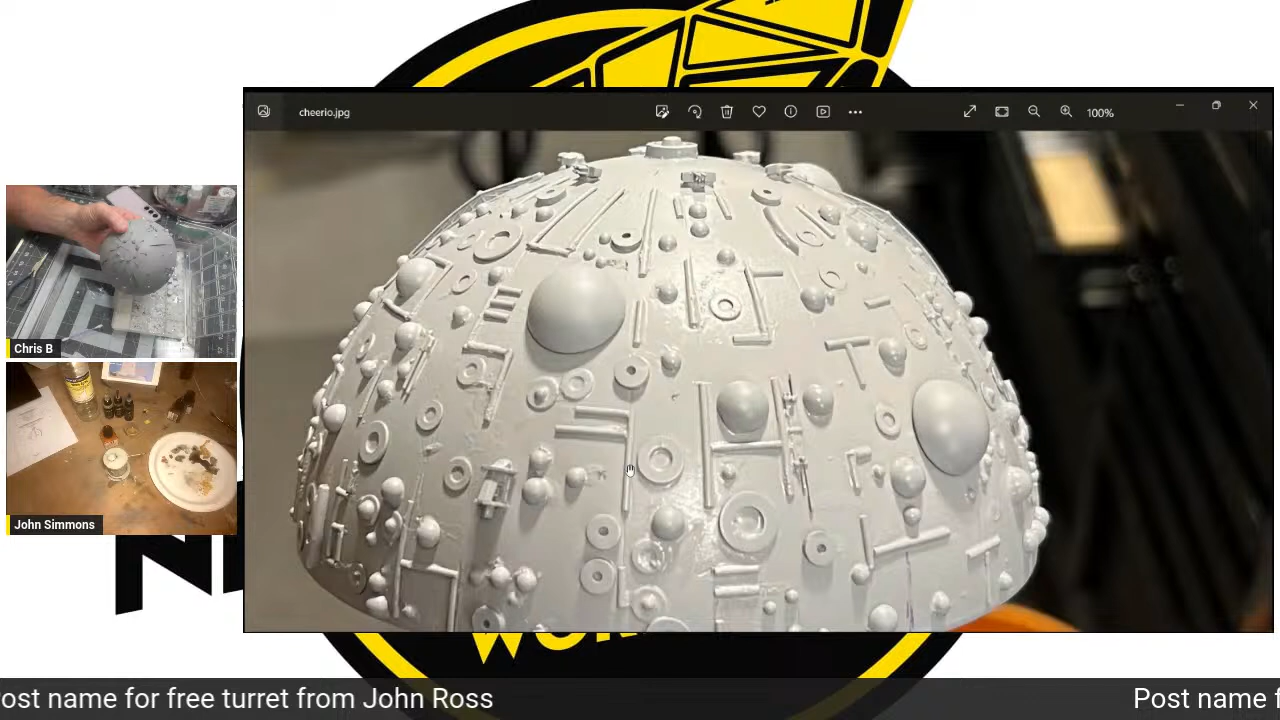 cheerio.jpg
100%
Chris B
John Simmons
ost name for free turret from John Ross
Post name f